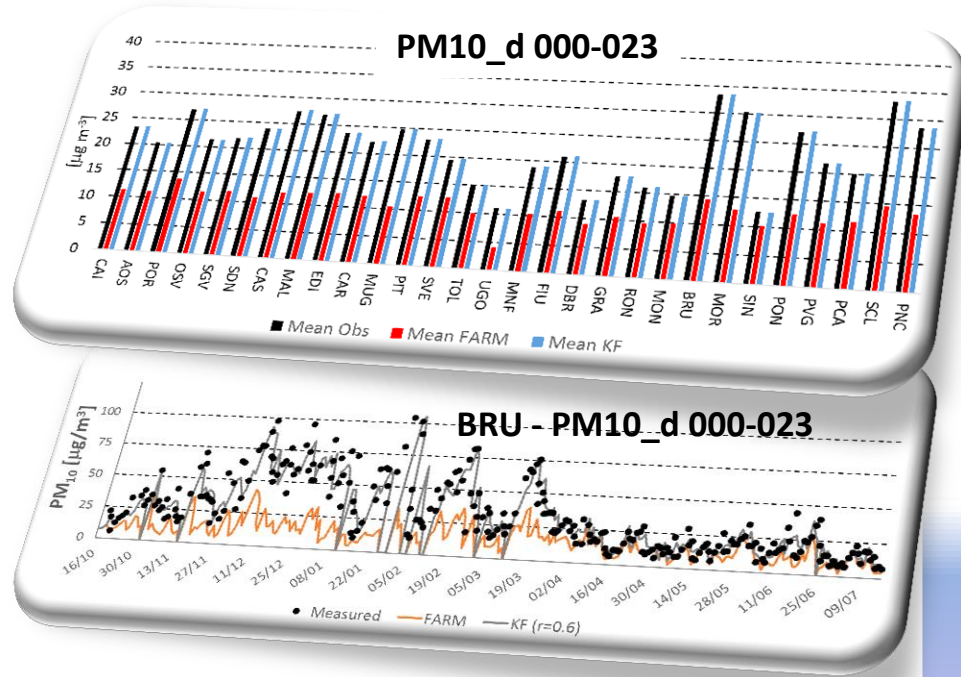 PM10_d 000-023
40
35
30
25
20
15
10
5
0
[µg m-3]
CAI
AOS
POR
OSV
SGV
SDN
CAS
MAL
EDI
CAR
MUG
PIT
SVE
TOL
UGO
MNF
FIU
DBR
GRA
RON
MON
BRU
MOR
SIN
PON
PVG
PCA
SCL
PNC
Mean Obs Mean FARM Mean KF
BRU - PM10_d 000-023
100
75
50
25
0
PM10 [µg/m³]
16/10
30/10
13/11
27/11
11/12
25/12
08/01
22/01
05/02
19/02
05/03
19/03
02/04
16/04
30/04
14/05
28/05
11/06
25/06
09/07
Measured FARM KF (r=0.6)